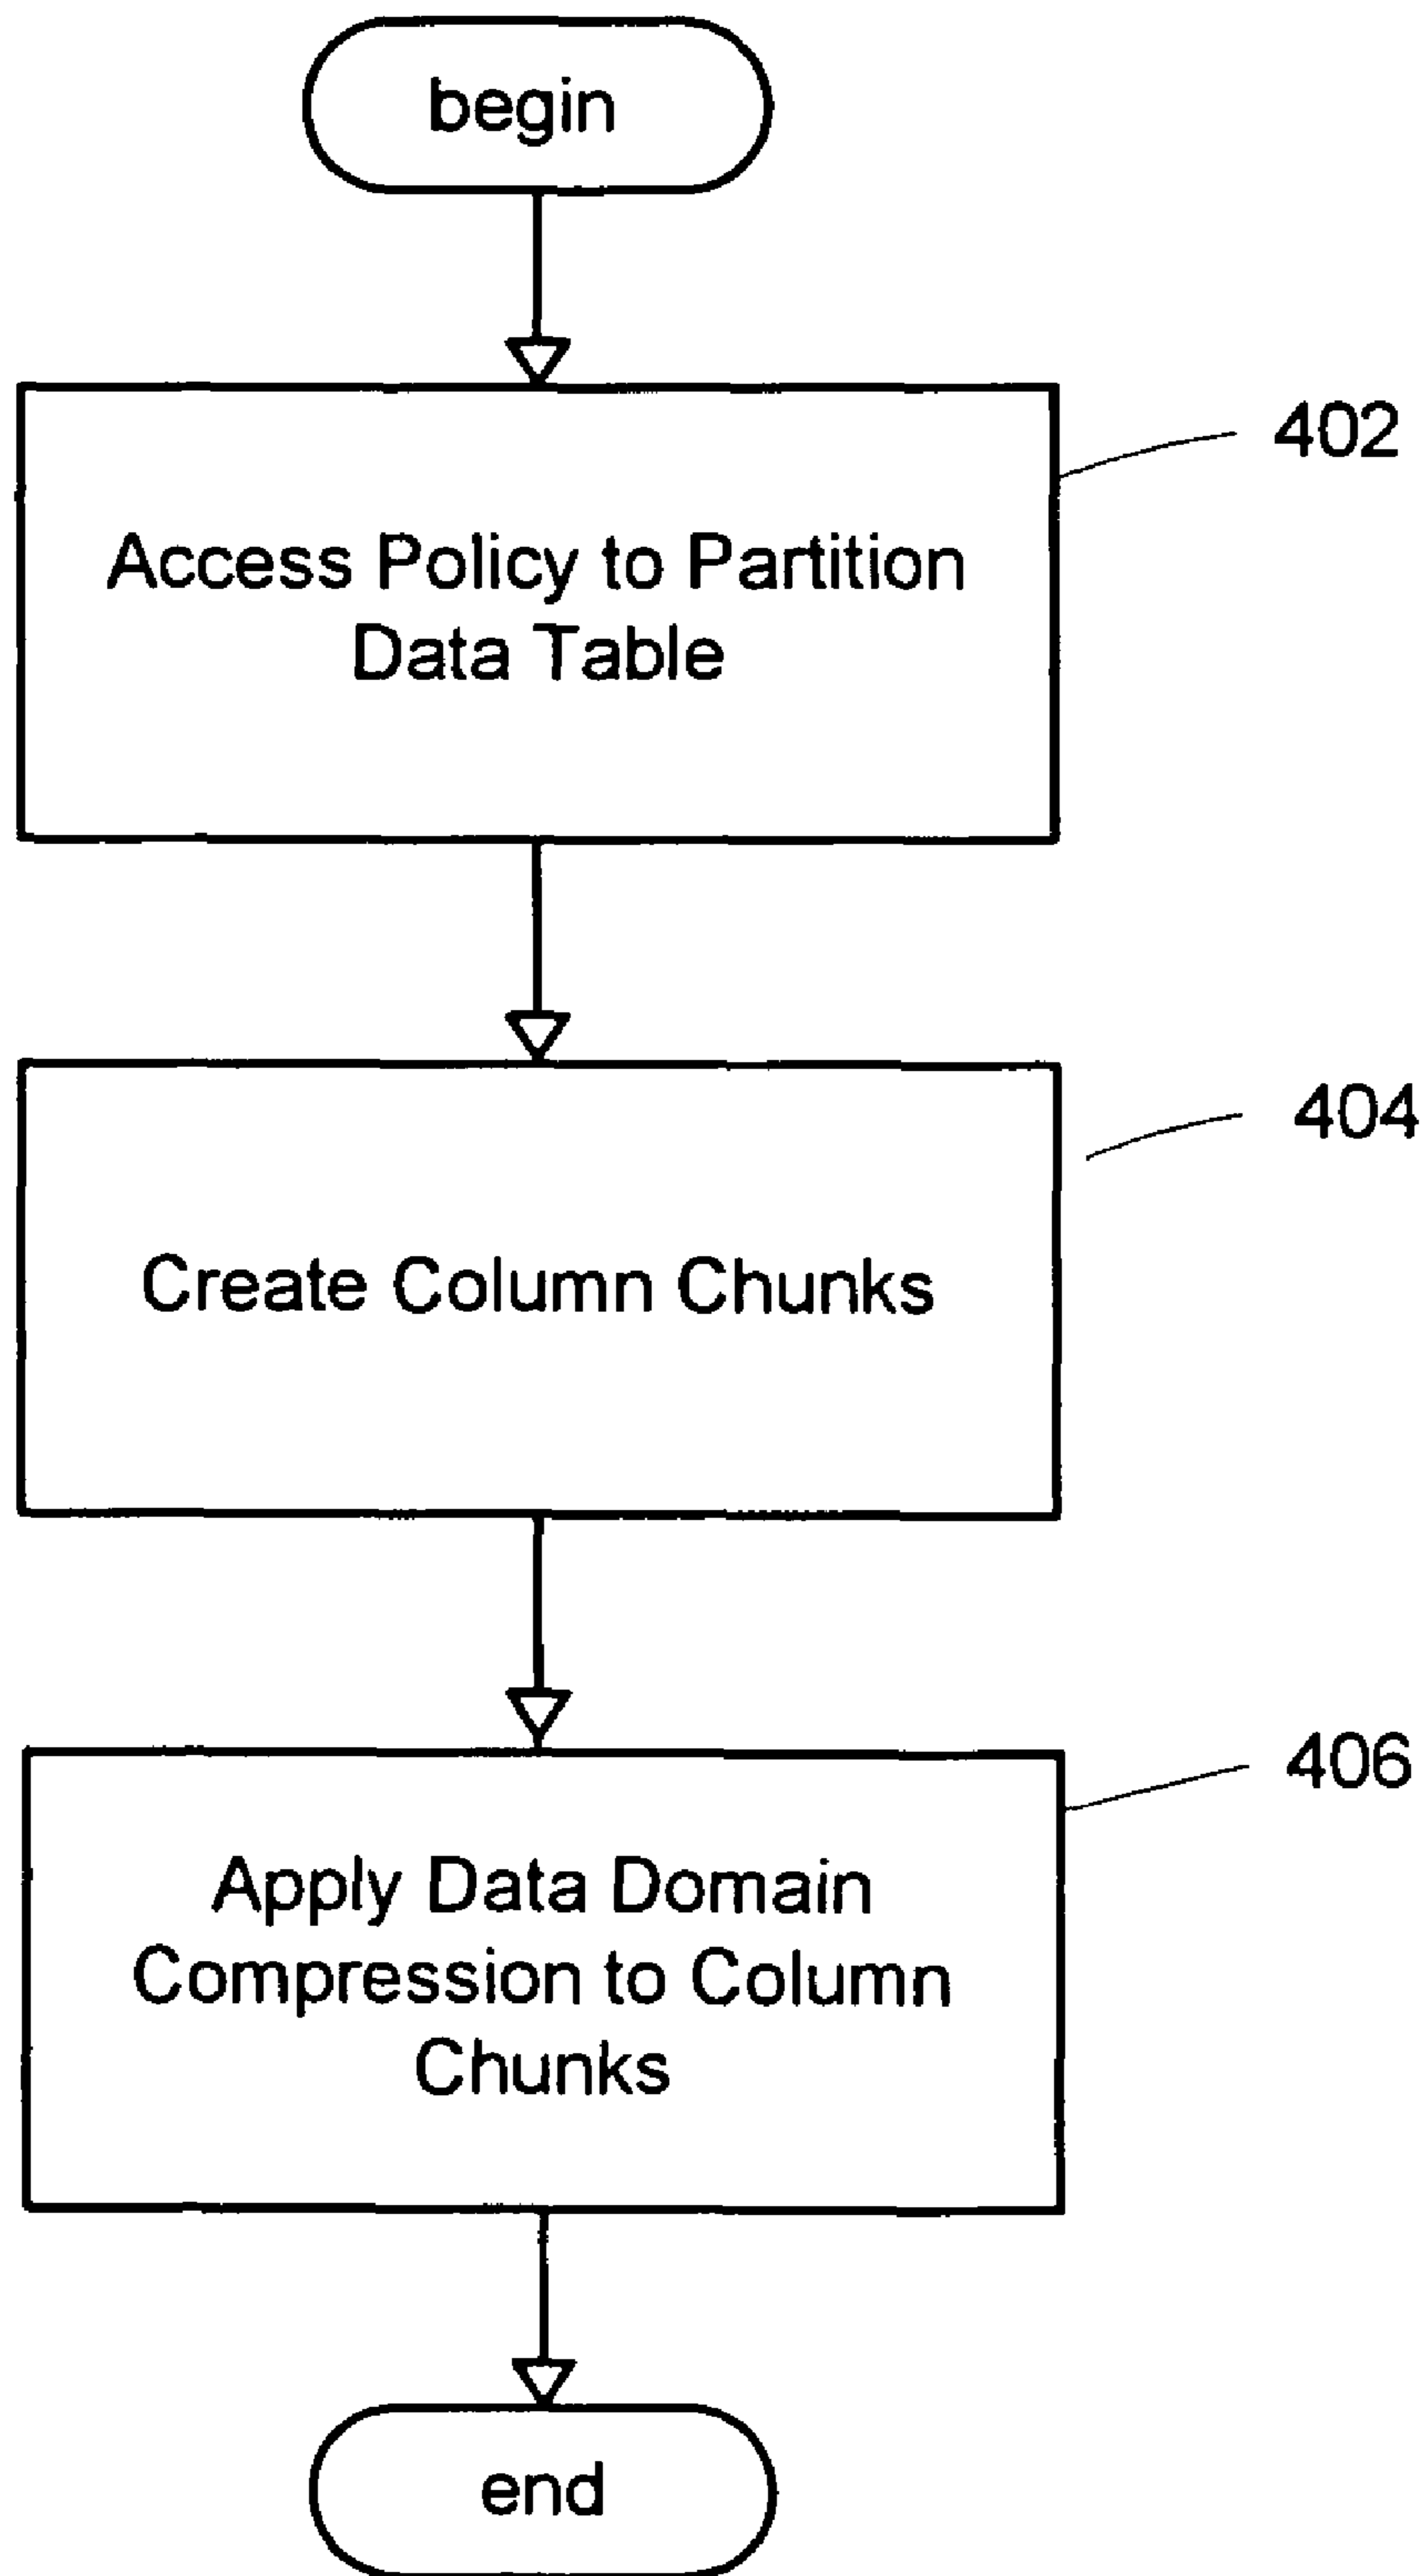 begin
402
Access Policy to Partition
Data Table
404
Create Column Chunks
406
Apply Data Domain
Compression to Column
Chunks
end